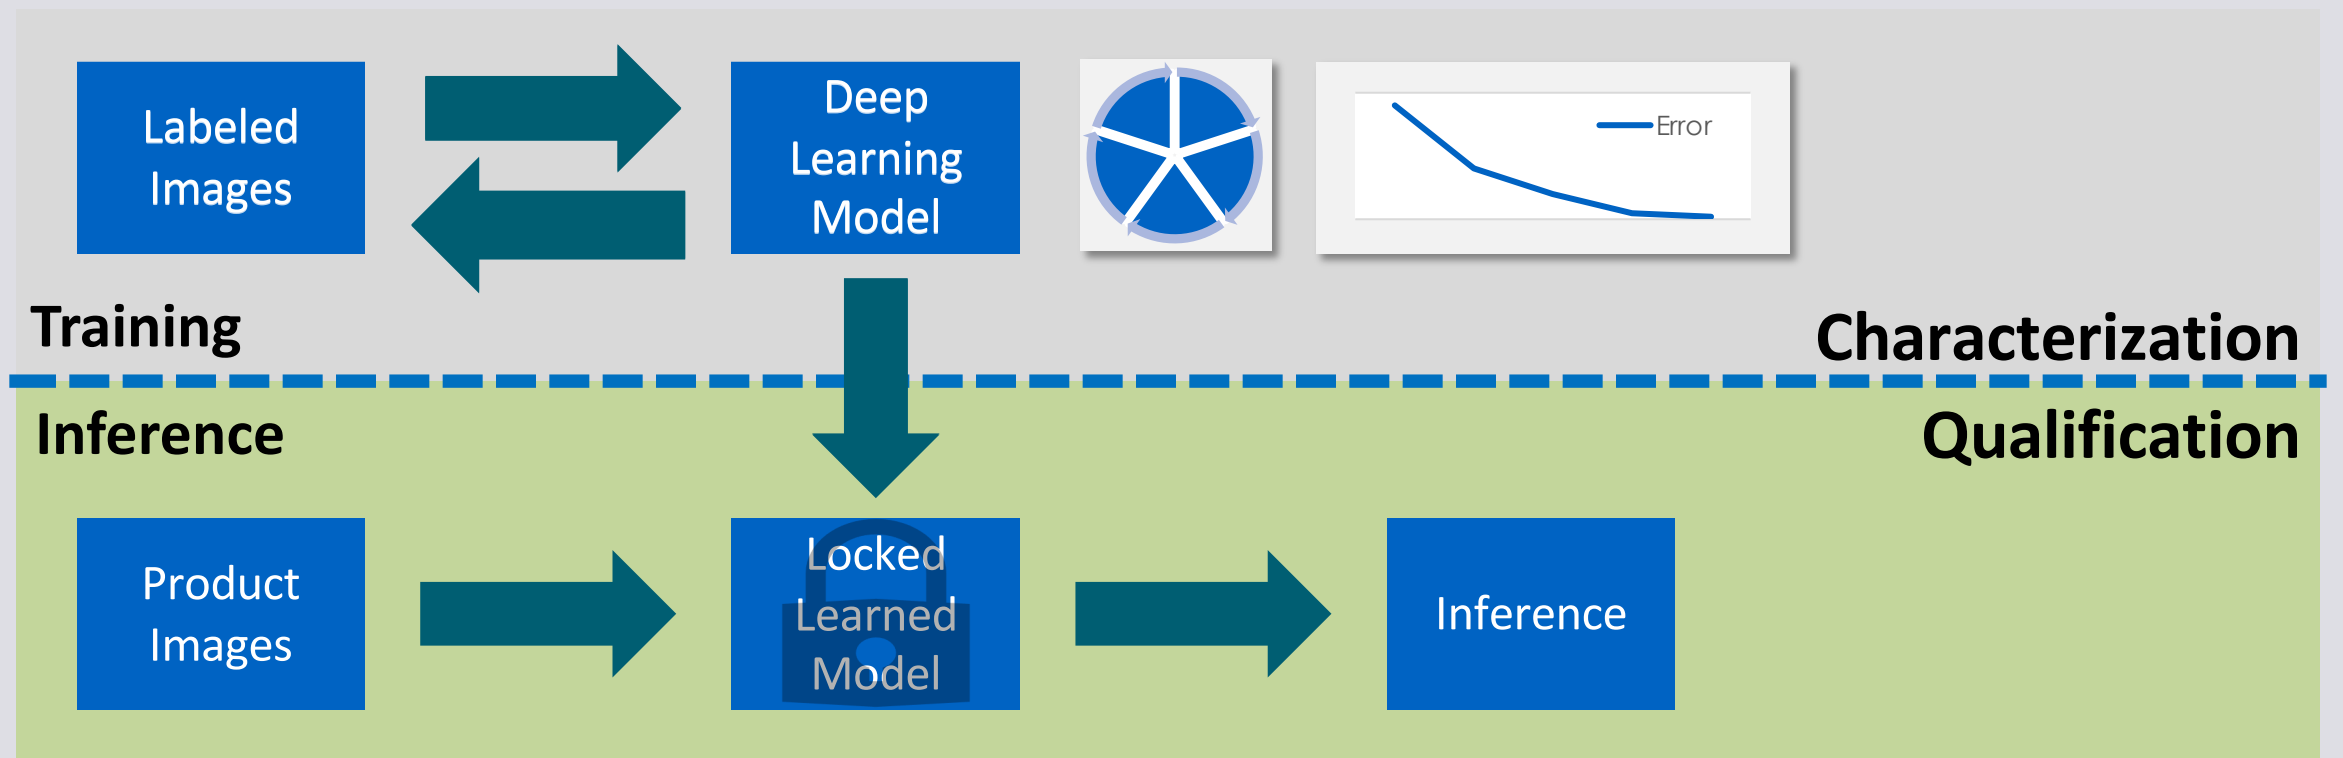 Labeled
Images
Deep
Learning
Model
Error
Training
Characterization
Inference
Qualification
Product
Images
Locked
Learned
Model
Inference